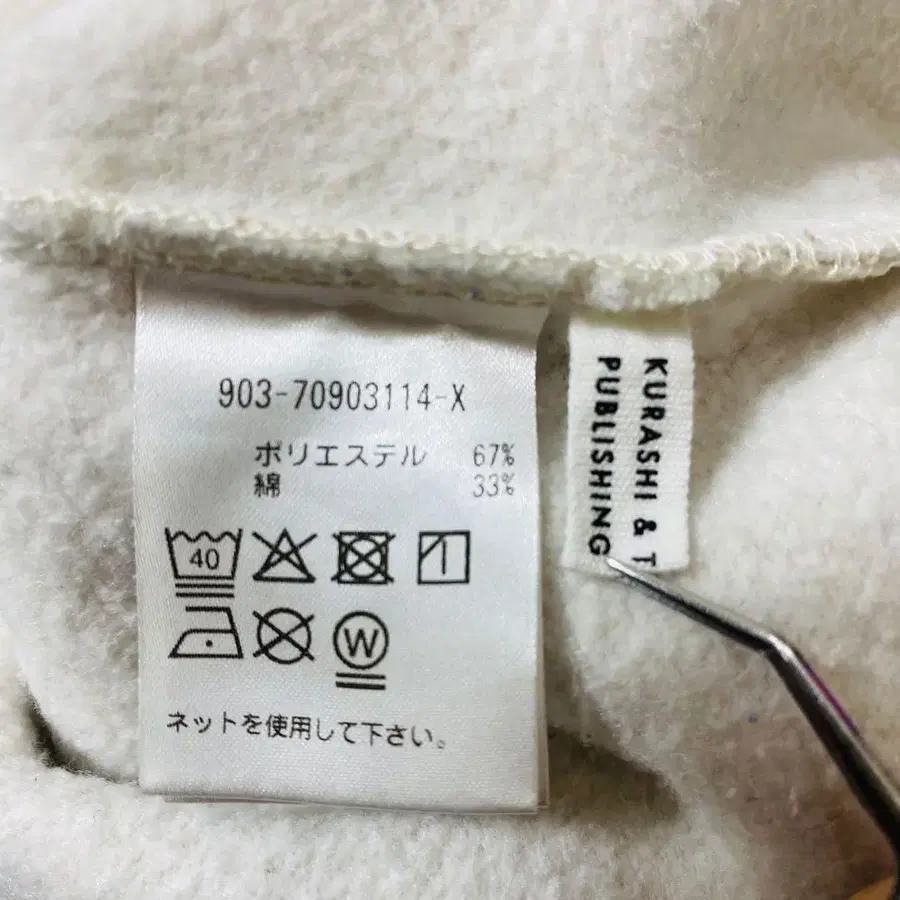 903-70903114-X
ポリエステル 67%
綿 33%
40
W
ネットを使用して下さい。
KURASHI & T
PUBLISHING